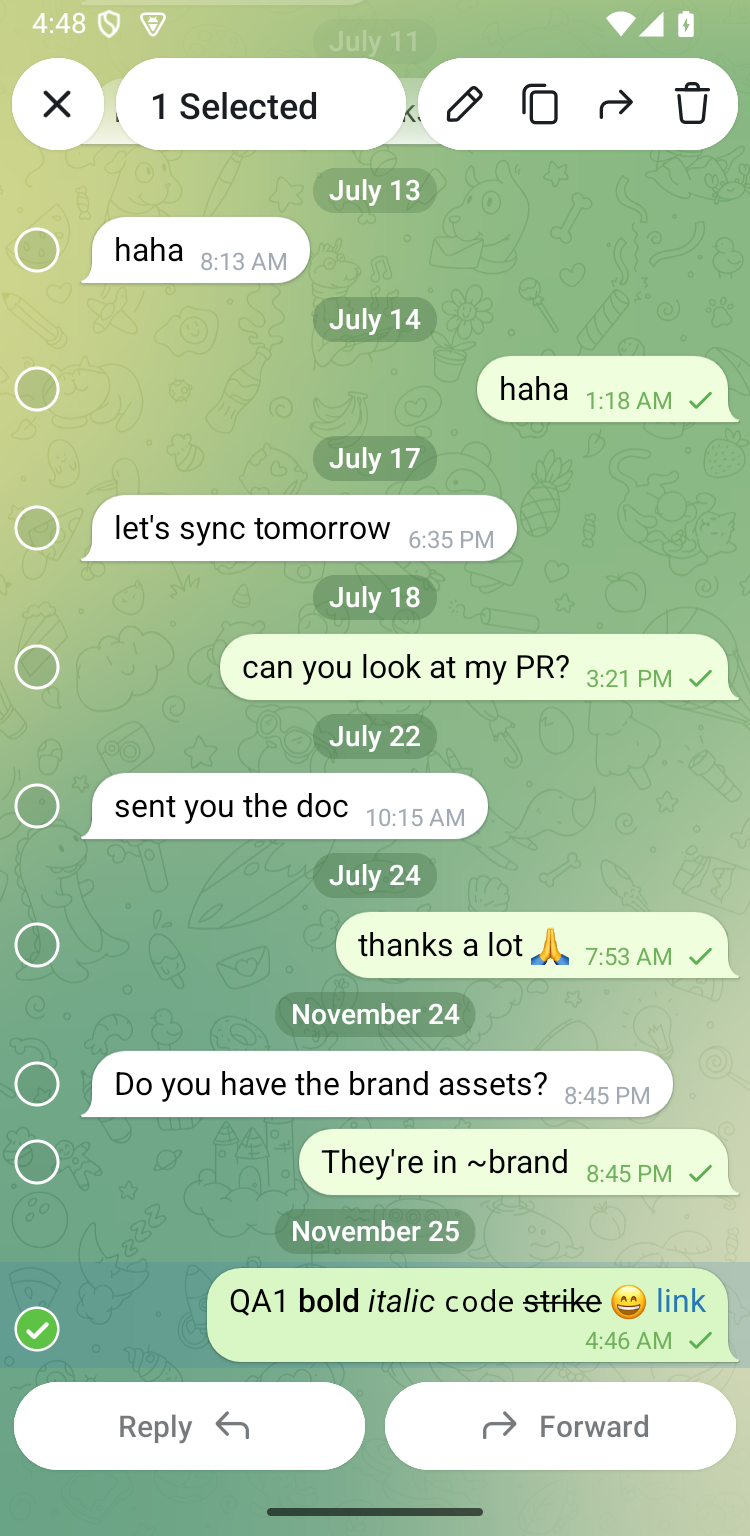 4:48
July 11
1 Selected
July 13
haha 8:13 AM
July 14
haha 1:18 AM
July 17
let's sync tomorrow 6:35 PM
July 18
can you look at my PR? 3:21 PM
July 22
sent you the doc 10:15 AM
July 24
thanks a lot 🙏 7:53 AM
November 24
Do you have the brand assets? 8:45 PM
They're in ~brand 8:45 PM
November 25
QA1 bold italic code strike 😄 link
4:46 AM
Reply
Forward